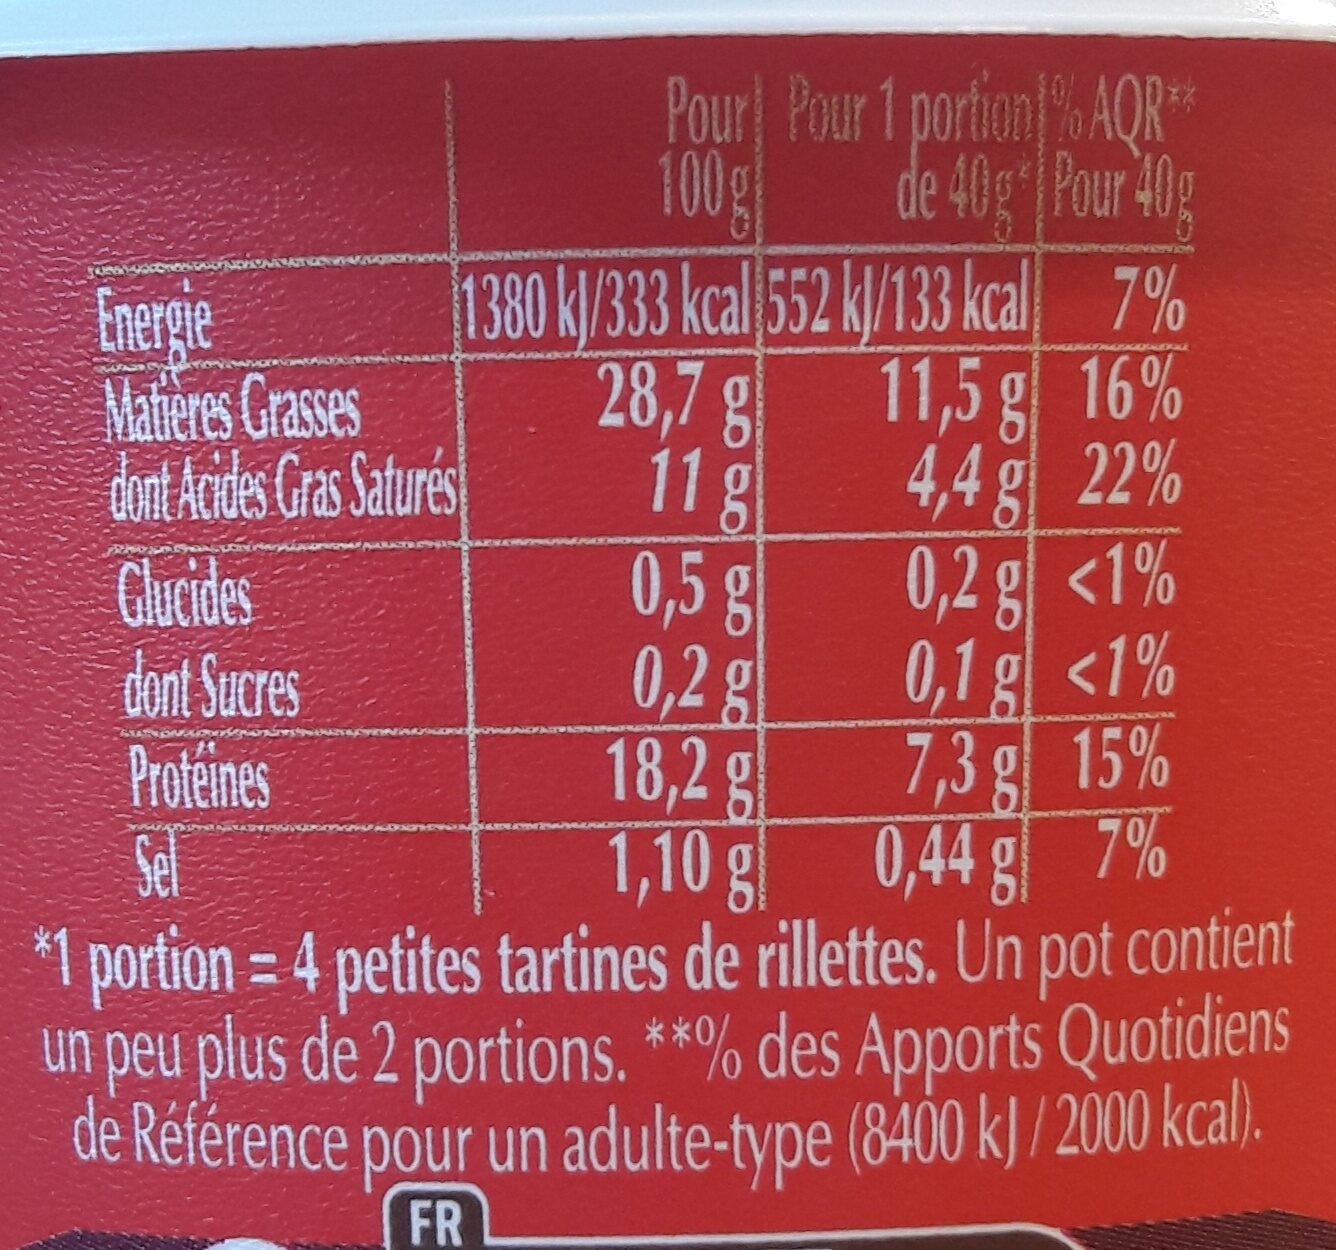 Pour Pour 1 portion % AQR**
100 g de 40 g* Pour 40 g
Energie 1380 kJ/333 kcal 552 kJ/133 kcal 7%
Matières Grasses 28,7 g 11,5 g 16%
dont Acides Gras Saturés 11 g 4,4 g 22%
Glucides 0,5 g 0,2 g <1%
dont Sucres 0,2 g 0,1 g <1%
Protéines 18,2 g 7,3 g 15%
Sel 1,10 g 0,44 g 7%
*1 portion = 4 petites tartines de rillettes. Un pot contient
un peu plus de 2 portions. **% des Apports Quotidiens
de Référence pour un adulte-type (8400 kJ / 2000 kcal).
FR